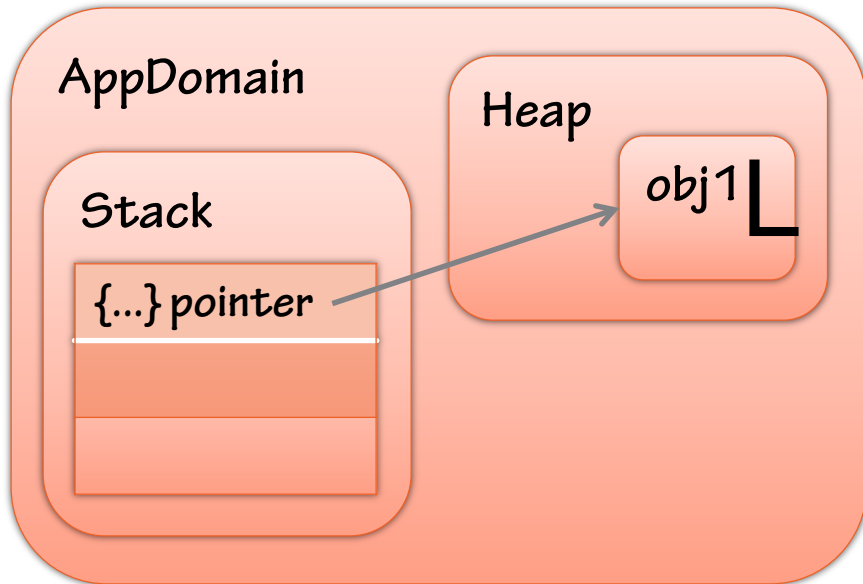 AppDomain
Heap
obj1
L
Stack
{...} pointer